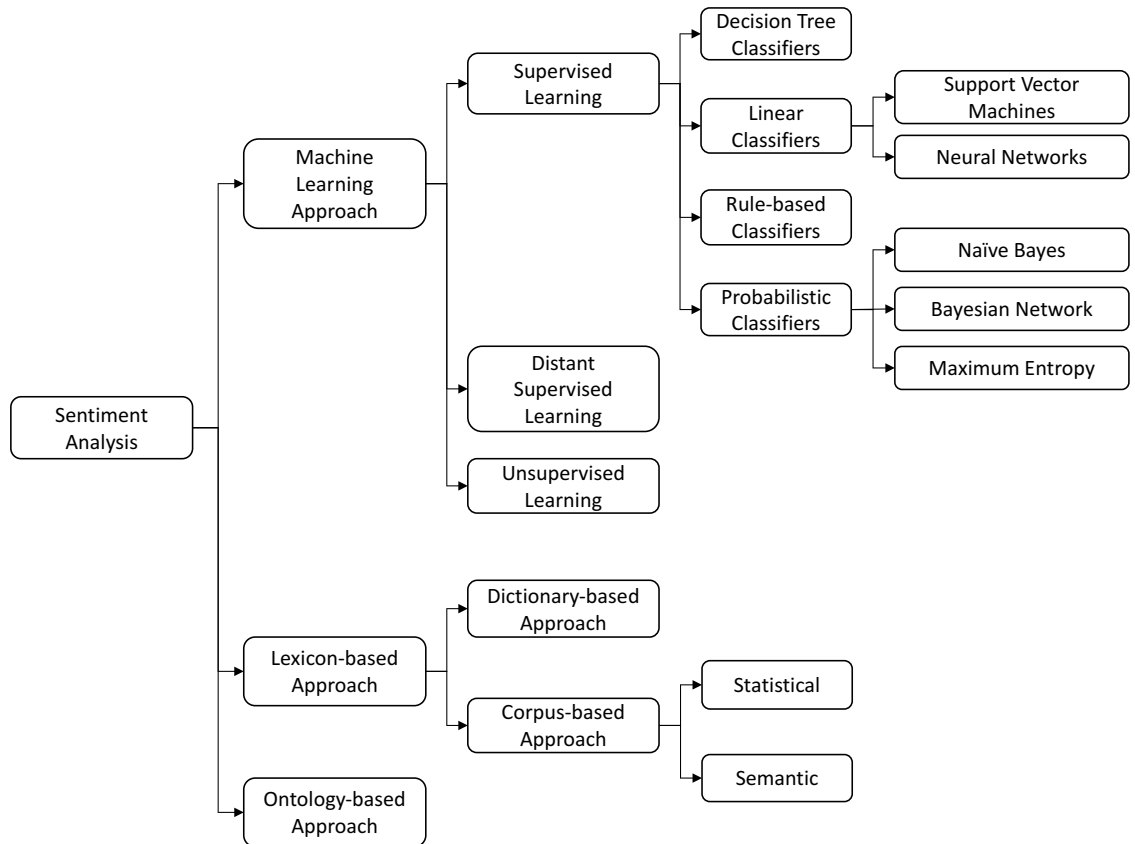 Sentiment
Analysis
Machine
Learning
Approach
Lexicon-based
Approach
Ontology-based
Approach
Supervised
Learning
Distant
Supervised
Learning
Unsupervised
Learning
Dictionary-based
Approach
Corpus-based
Approach
Decision Tree
Classifiers
Linear
Classifiers
Rule-based
Classifiers
Probabilistic
Classifiers
Statistical
Semantic
Support Vector
Machines
Neural Networks
Naïve Bayes
Bayesian Network
Maximum Entropy